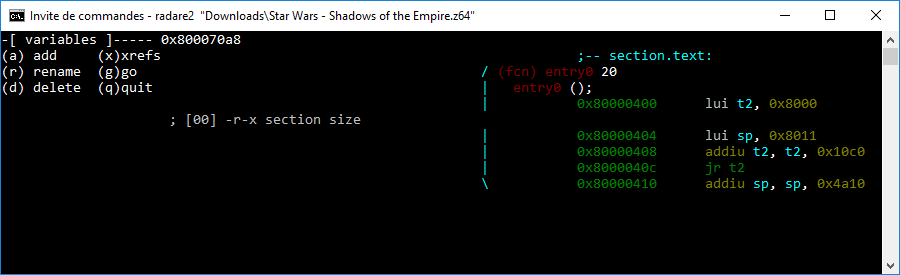 Invite de commandes - radare2 "Downloads\Star Wars - Shadows of the Empire.z64"
-[ variables ]----- 0x800070a8
(a) add     (x)xrefs                                                    ;-- section.text:
(r) rename  (g)go                                           / (fcn) entry0 20
(d) delete  (q)quit                                         |   entry0 ();
                                                            |           0x80000400      lui t2, 0x8000
                     ; [00] -r-x section size
                                                            |           0x80000404      lui sp, 0x8011
                                                            |           0x80000408      addiu t2, t2, 0x10c0
                                                            |           0x8000040c      jr t2
                                                            \           0x80000410      addiu sp, sp, 0x4a10